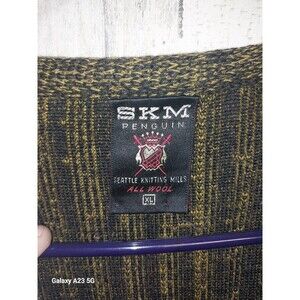 SKM
PENGUIN
SEATTLE KNITTING MILLS
ALL WOOL
XL
Galaxy A23 5G